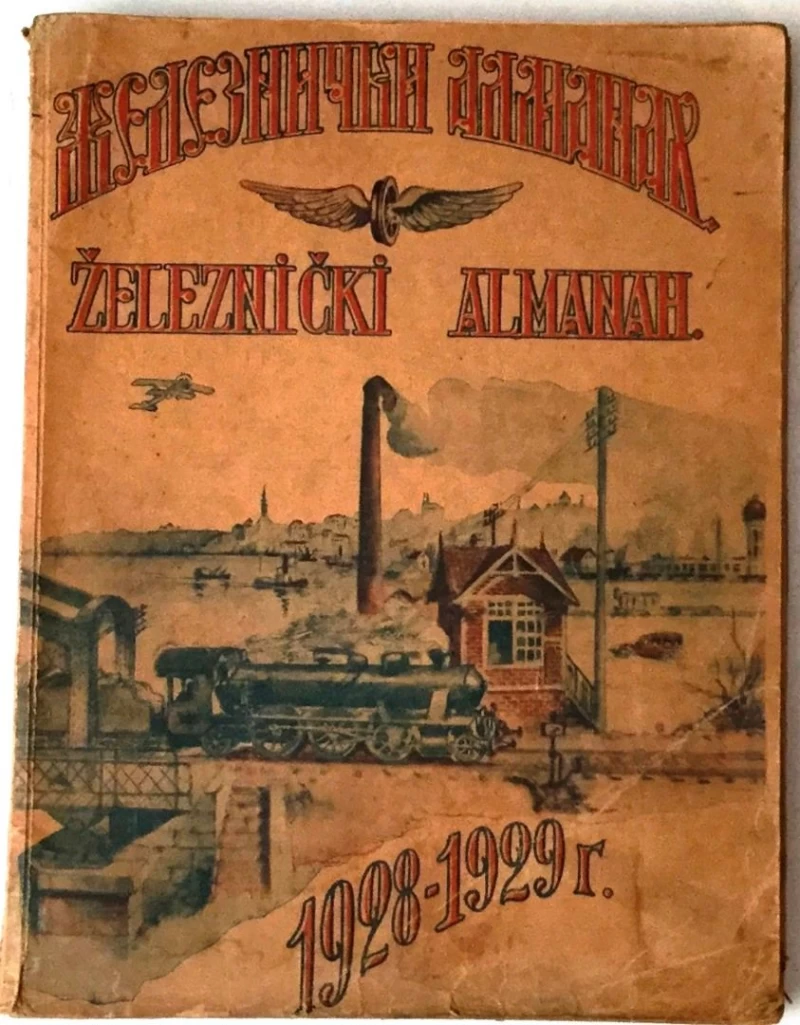 ЖЕЛЕЗНИЧКИ АЛМАНАХ.
ŽELEZNIČKI ALMANAH.
1928-1929 г.